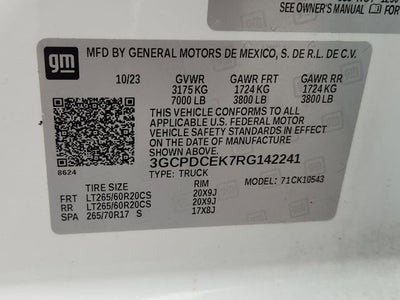 SEE OWNER'S MANUAL
gm
MFD BY GENERAL MOTORS DE MEXICO, S. DE R.L. DE C.V.
10/23 GVWR GAWR FRT GAWR RR
3175 KG 1724 KG 1724 KG
7000 LB 3800 LB 3800 LB
THIS VEHICLE CONFORMS TO ALL
APPLICABLE U.S. FEDERAL MOTOR
VEHICLE SAFETY STANDARDS IN EFFECT
ON THE DATE OF MANUFACTURE SHOWN ABOVE.
3GCPDCEK7RG142241
8624
TYPE: TRUCK
TIRE SIZE RIM MODEL: 71CK10543
FRT LT265/60R20CS 20X9J
RR LT265/60R20CS 20X9J
SPA 265/70R17 S 17X8J